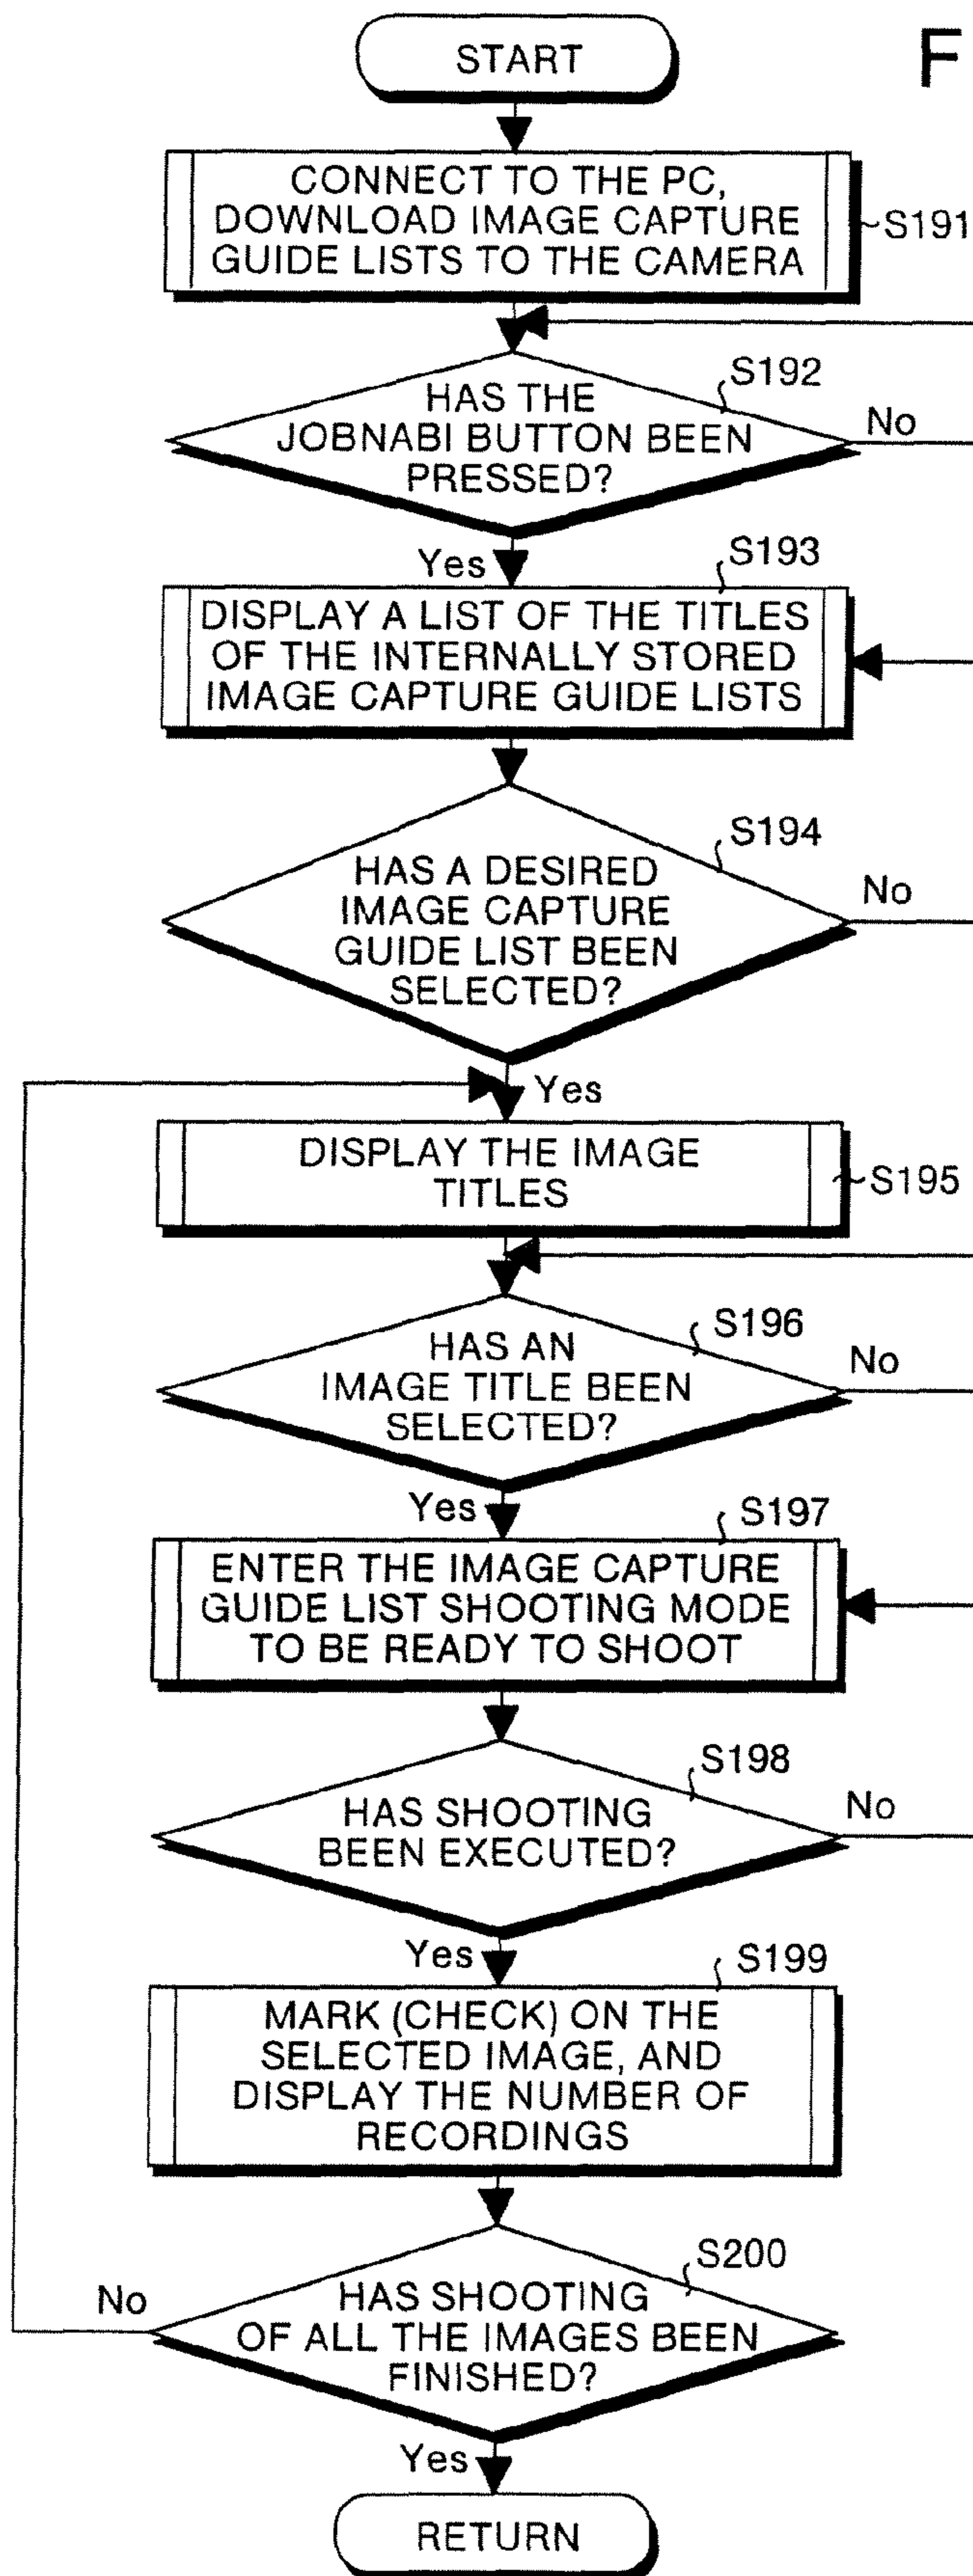 START
F
CONNECT TO THE PC,
DOWNLOAD IMAGE CAPTURE
GUIDE LISTS TO THE CAMERA
S191
S192
HAS THE
JOBNABI BUTTON BEEN
PRESSED?
No
Yes
S193
DISPLAY A LIST OF THE TITLES
OF THE INTERNALLY STORED
IMAGE CAPTURE GUIDE LISTS
S194
HAS A DESIRED
IMAGE CAPTURE
GUIDE LIST BEEN
SELECTED?
No
Yes
DISPLAY THE IMAGE
TITLES
S195
S196
HAS AN
IMAGE TITLE BEEN
SELECTED?
No
Yes
S197
ENTER THE IMAGE CAPTURE
GUIDE LIST SHOOTING MODE
TO BE READY TO SHOOT
S198
HAS SHOOTING
BEEN EXECUTED?
No
Yes
S199
MARK (CHECK) ON THE
SELECTED IMAGE, AND
DISPLAY THE NUMBER OF
RECORDINGS
S200
HAS SHOOTING
OF ALL THE IMAGES BEEN
FINISHED?
No
Yes
RETURN